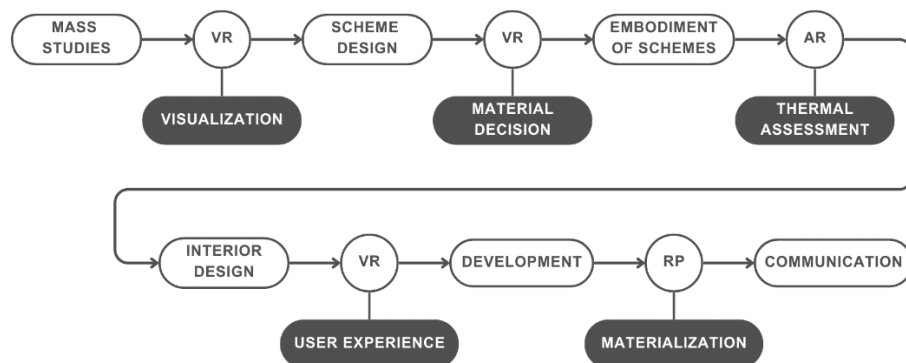 MASS
STUDIES
VR
SCHEME
DESIGN
VR
EMBODIMENT
OF SCHEMES
AR
VISUALIZATION
MATERIAL
DECISION
THERMAL
ASSESSMENT
INTERIOR
DESIGN
VR
DEVELOPMENT
RP
COMMUNICATION
USER EXPERIENCE
MATERIALIZATION